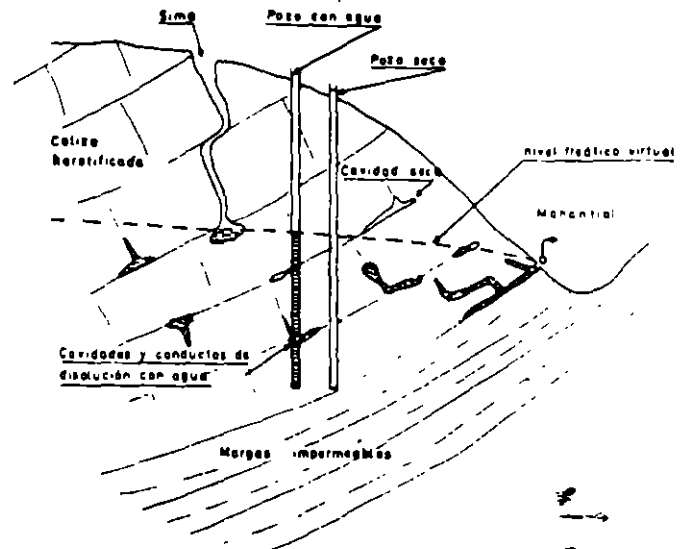 Sima
Pozo con agua
Pozo seco
Caliza
karstificada
Cavidad seca
nivel freático virtual
Manantial
Cavidades y conductos de
disolución con agua
Margas impermeables